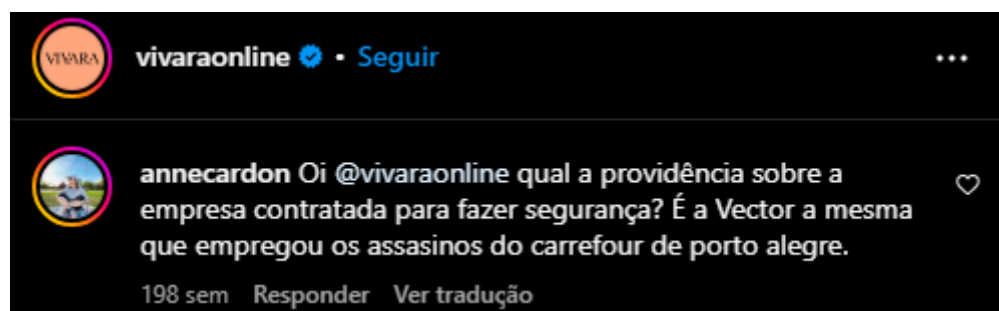 VIVARA
vivaraonline • Seguir
annecardon Oi @vivaraonline qual a providência sobre a
empresa contratada para fazer segurança? É a Vector a mesma
que empregou os assasinos do carrefour de porto alegre.
198 sem Responder Ver tradução